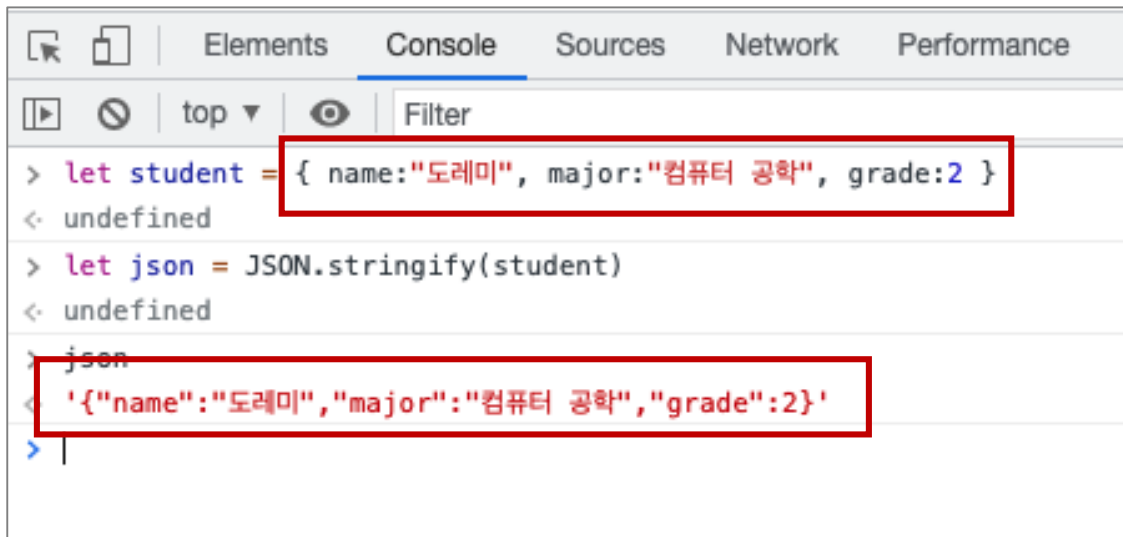 Elements Console Sources Network Performance
top ▼ Filter
> let student = { name:"도레미", major:"컴퓨터 공학", grade:2 }
<· undefined
> let json = JSON.stringify(student)
<· undefined
> json
<· '{"name":"도레미","major":"컴퓨터 공학","grade":2}'
>